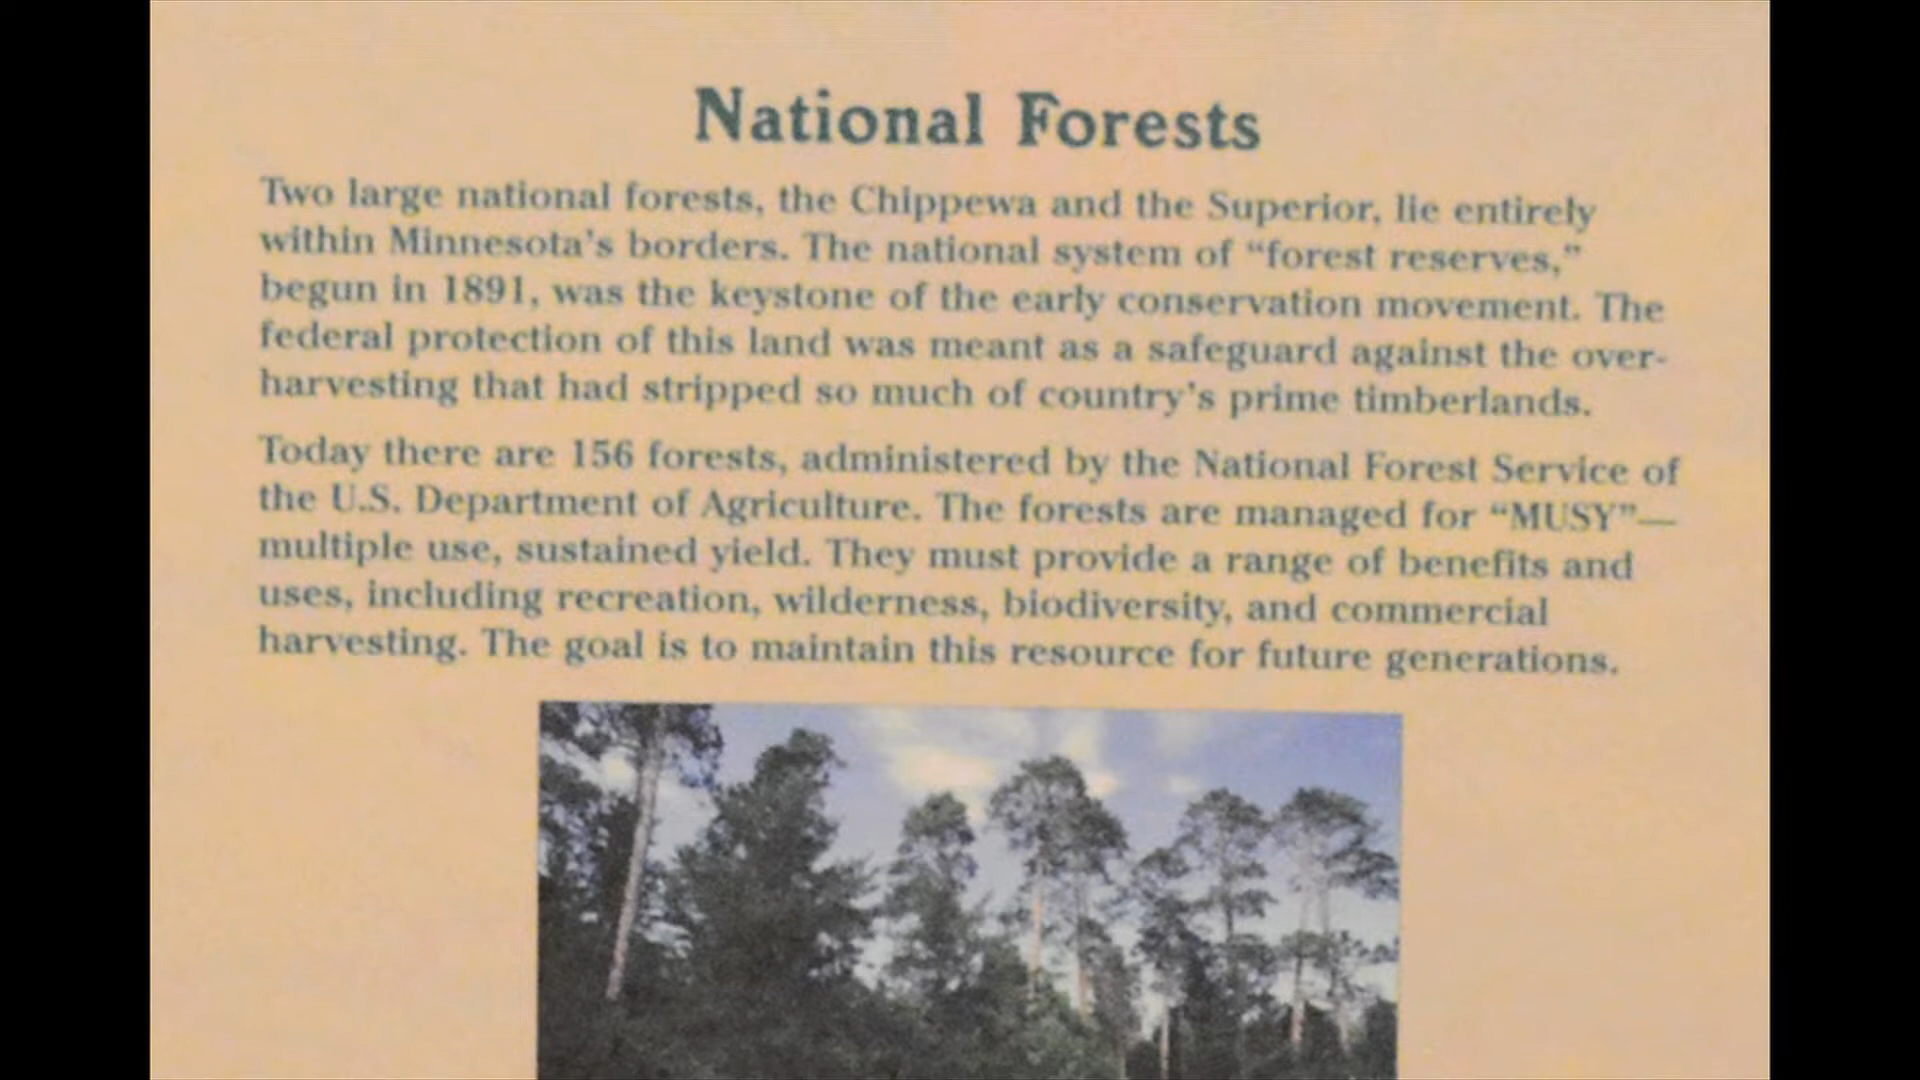 National Forests
Two large national forests, the Chippewa and the Superior, lie entirely
within Minnesota's borders. The national system of “forest reserves,”
begun in 1891, was the keystone of the early conservation movement. The
federal protection of this land was meant as a safeguard against the over-
harvesting that had stripped so much of country's prime timberlands.
Today there are 156 forests, administered by the National Forest Service of
the U.S. Department of Agriculture. The forests are managed for “MUSY”—
multiple use, sustained yield. They must provide a range of benefits and
uses, including recreation, wilderness, biodiversity, and commercial
harvesting. The goal is to maintain this resource for future generations.